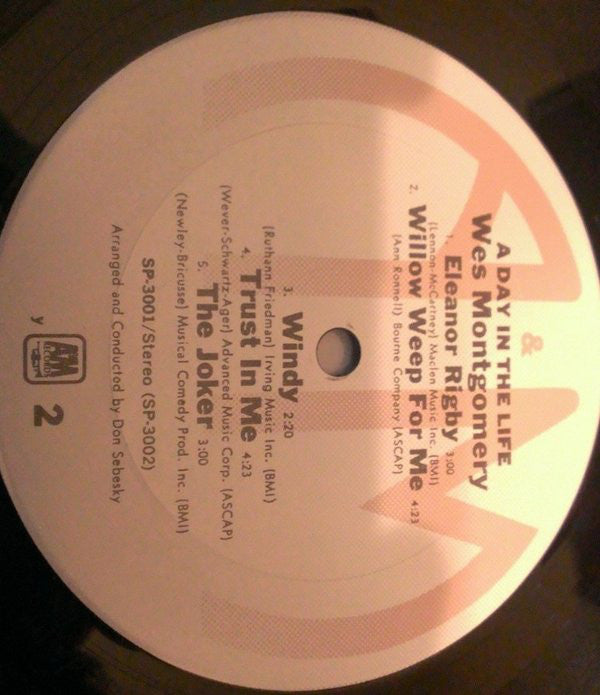 A DAY IN THE LIFE
Wes Montgomery
1. Eleanor Rigby 3:00
(Lennon-McCartney) Maclen Music Inc. (BMI)
2. Willow Weep For Me 4:23
(Ann Ronnell) Bourne Company (ASCAP)
3. Windy 2:20
(Ruthann Friedman) Irving Music Inc. (BMI)
4. Trust In Me 4:23
(Wever-Schwartz-Ager) Advanced Music Corp. (ASCAP)
5. The Joker 3:00
(Newley-Bricusse) Musical Comedy Prod. Inc. (BMI)
SP-3001/Stereo (SP-3002)
Arranged and Conducted by Don Sebesky
&
y
A&M
RECORDS
2